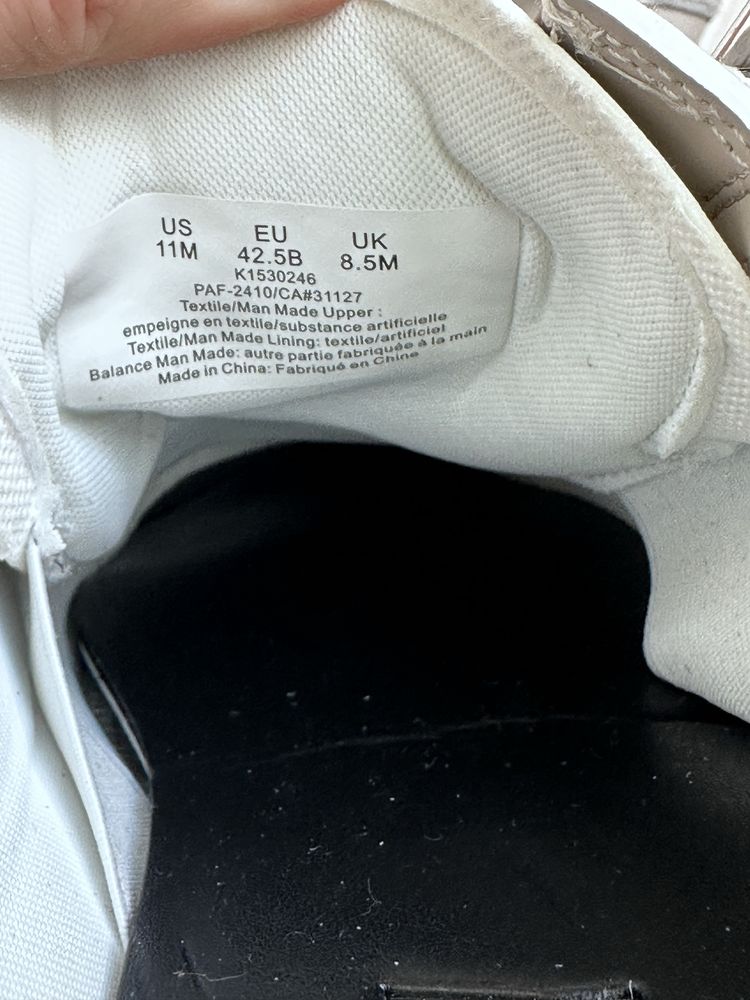 US EU UK
11M 42.5B 8.5M
K1530246
PAF-2410/CA#31127
Textile/Man Made Upper :
empeigne en textile/substance artificielle
Textile/Man Made Lining: textile/artificiel
Balance Man Made: autre partie fabriquée à la main
Made in China: Fabriqué en Chine